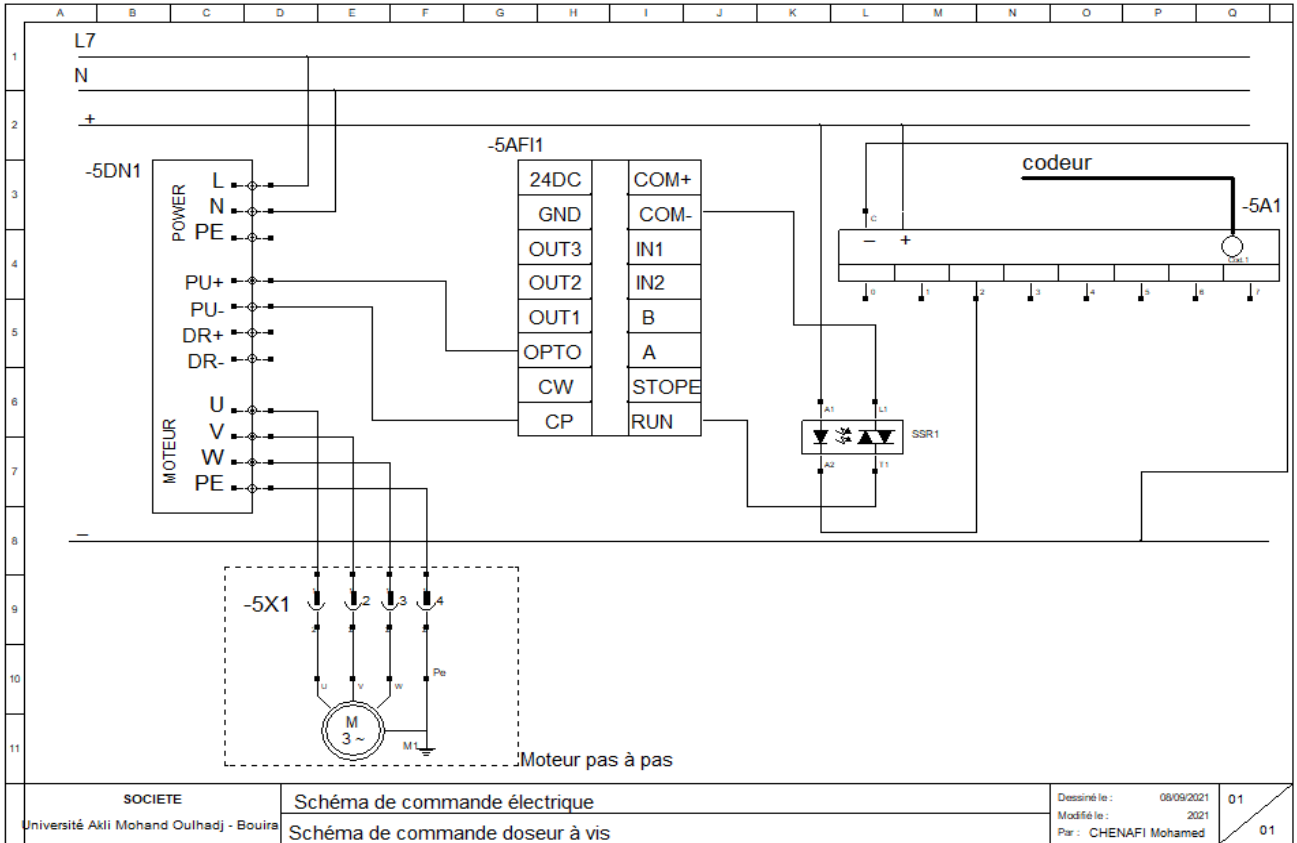 A B C D E F G H I J K L M N O P Q
1
L7
N
2
+
-5AFI1
-5DN1
codeur
3
POWER
L
N
PE
24DC COM+
GND COM-
-5A1
C
– +
4
OUT3 IN1
Cod.1
PU+
OUT2 IN2
0 1 2 3 4 5 6 7
PU-
OUT1 B
5
DR+
DR-
OPTO A
6
CW STOPE
MOTEUR
U
V
W
PE
CP RUN
A1 L1
SSR1
A2 T1
7
–
8
-5X1
2 3 4
9
10
U V W Pe
M
3 ~
M1
11
Moteur pas à pas
SOCIETE
Université Akli Mohand Oulhadj - Bouira
Schéma de commande électrique
Schéma de commande doseur à vis
Dessiné le : 08/09/2021
Modifié le : 2021
Par : CHENAFI Mohamed
01
01